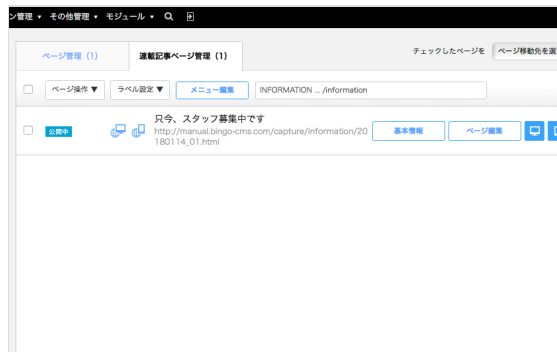 ン管理 ▼ その他管理 ▼ モジュール ▼
ページ管理（1） 連載記事ページ管理（1） チェックしたページを ページ移動先を選
ページ操作 ▼ ラベル設定 ▼ メニュー編集 INFORMATION ... /information
公開中 只今、スタッフ募集中です
http://manual.bingo-cms.com/capture/information/20 基本情報 ページ編集
180114_01.html